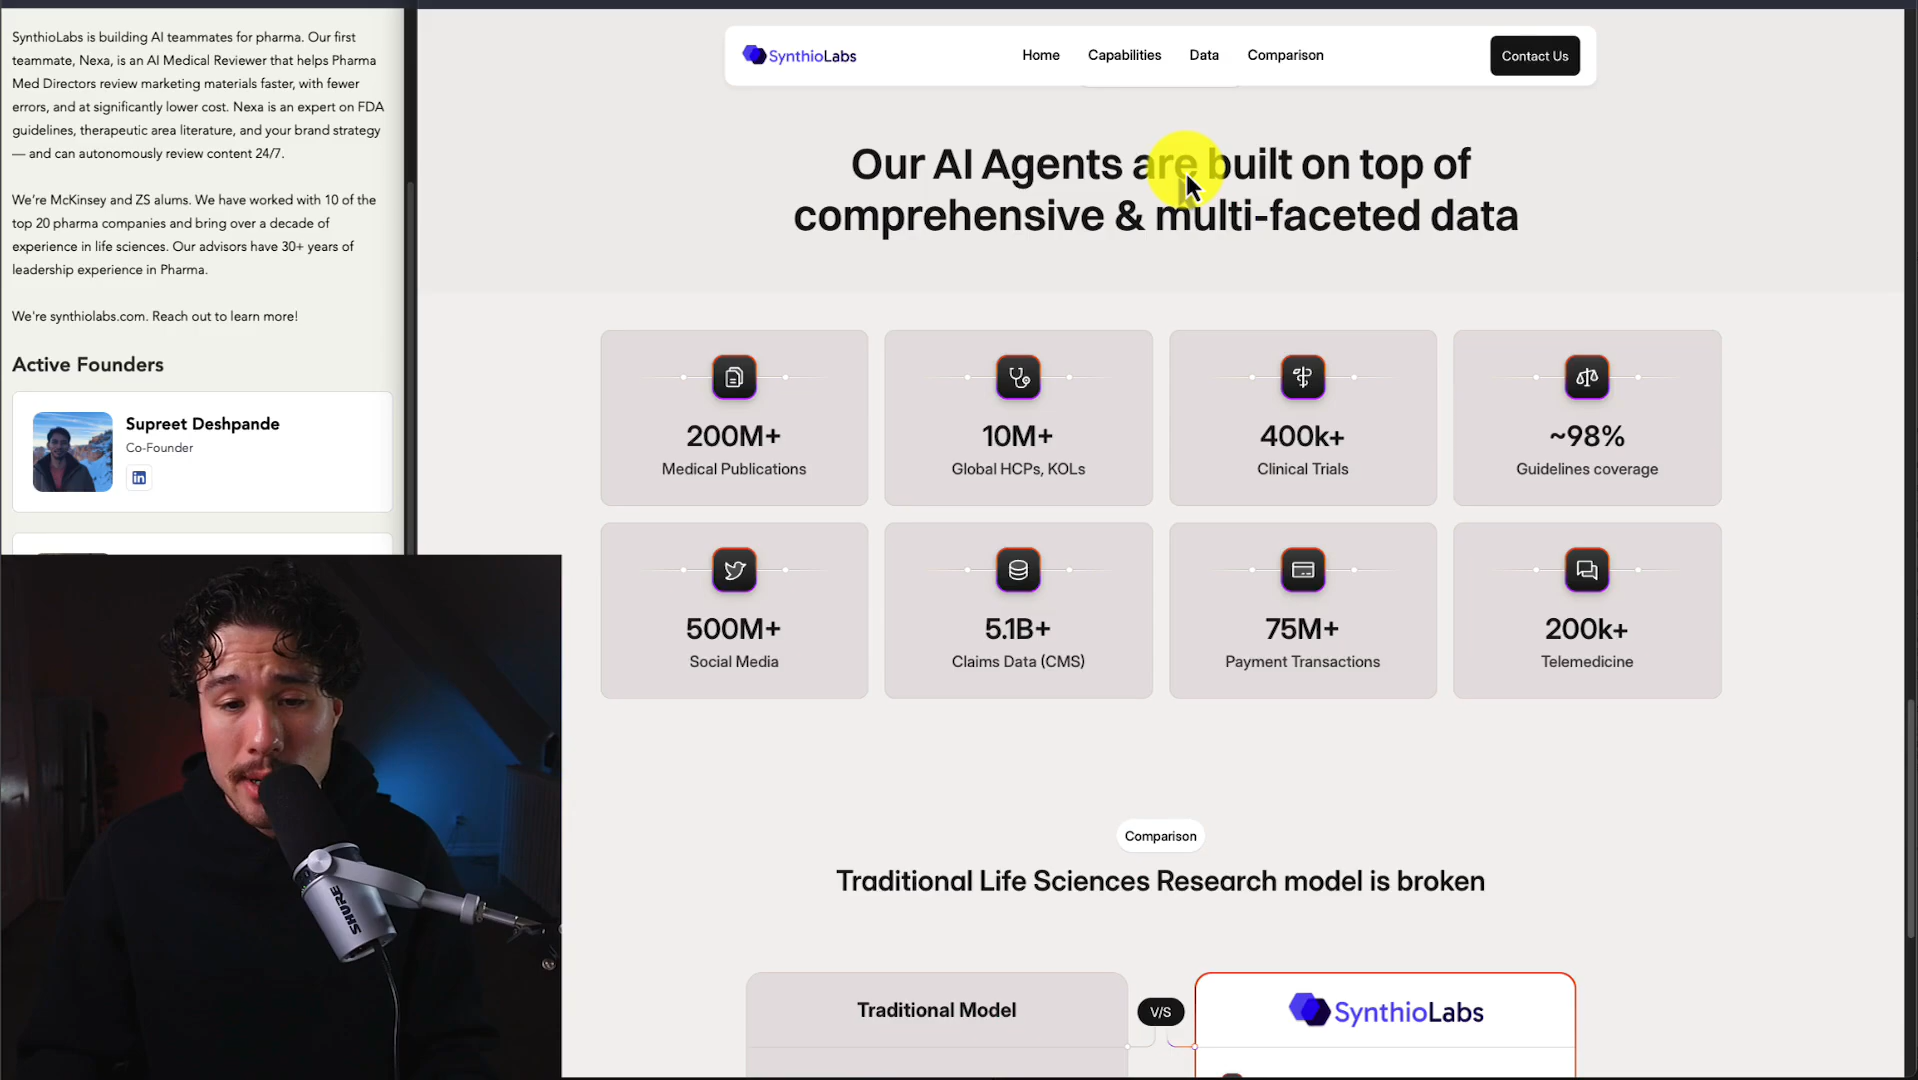 SynthioLabs is building AI teammates for pharma. Our first
teammate, Nexa, is an AI Medical Reviewer that helps Pharma
Med Directors review marketing materials faster, with fewer
errors, and at significantly lower cost. Nexa is an expert on FDA
guidelines, therapeutic area literature, and your brand strategy
— and can autonomously review content 24/7.
We're McKinsey and ZS alums. We have worked with 10 of the
top 20 pharma companies and bring over a decade of
experience in life sciences. Our advisors have 30+ years of
leadership experience in Pharma.
We're synthiolabs.com. Reach out to learn more!
Active Founders
Supreet Deshpande
Co-Founder
in
SynthioLabs
Home
Capabilities
Data
Comparison
Contact Us
Our AI Agents are built on top of
comprehensive & multi-faceted data
200M+
Medical Publications
10M+
Global HCPs, KOLs
400k+
Clinical Trials
~98%
Guidelines coverage
500M+
Social Media
5.1B+
Claims Data (CMS)
75M+
Payment Transactions
200k+
Telemedicine
Comparison
Traditional Life Sciences Research model is broken
Traditional Model
V/S
SynthioLabs
SHURE